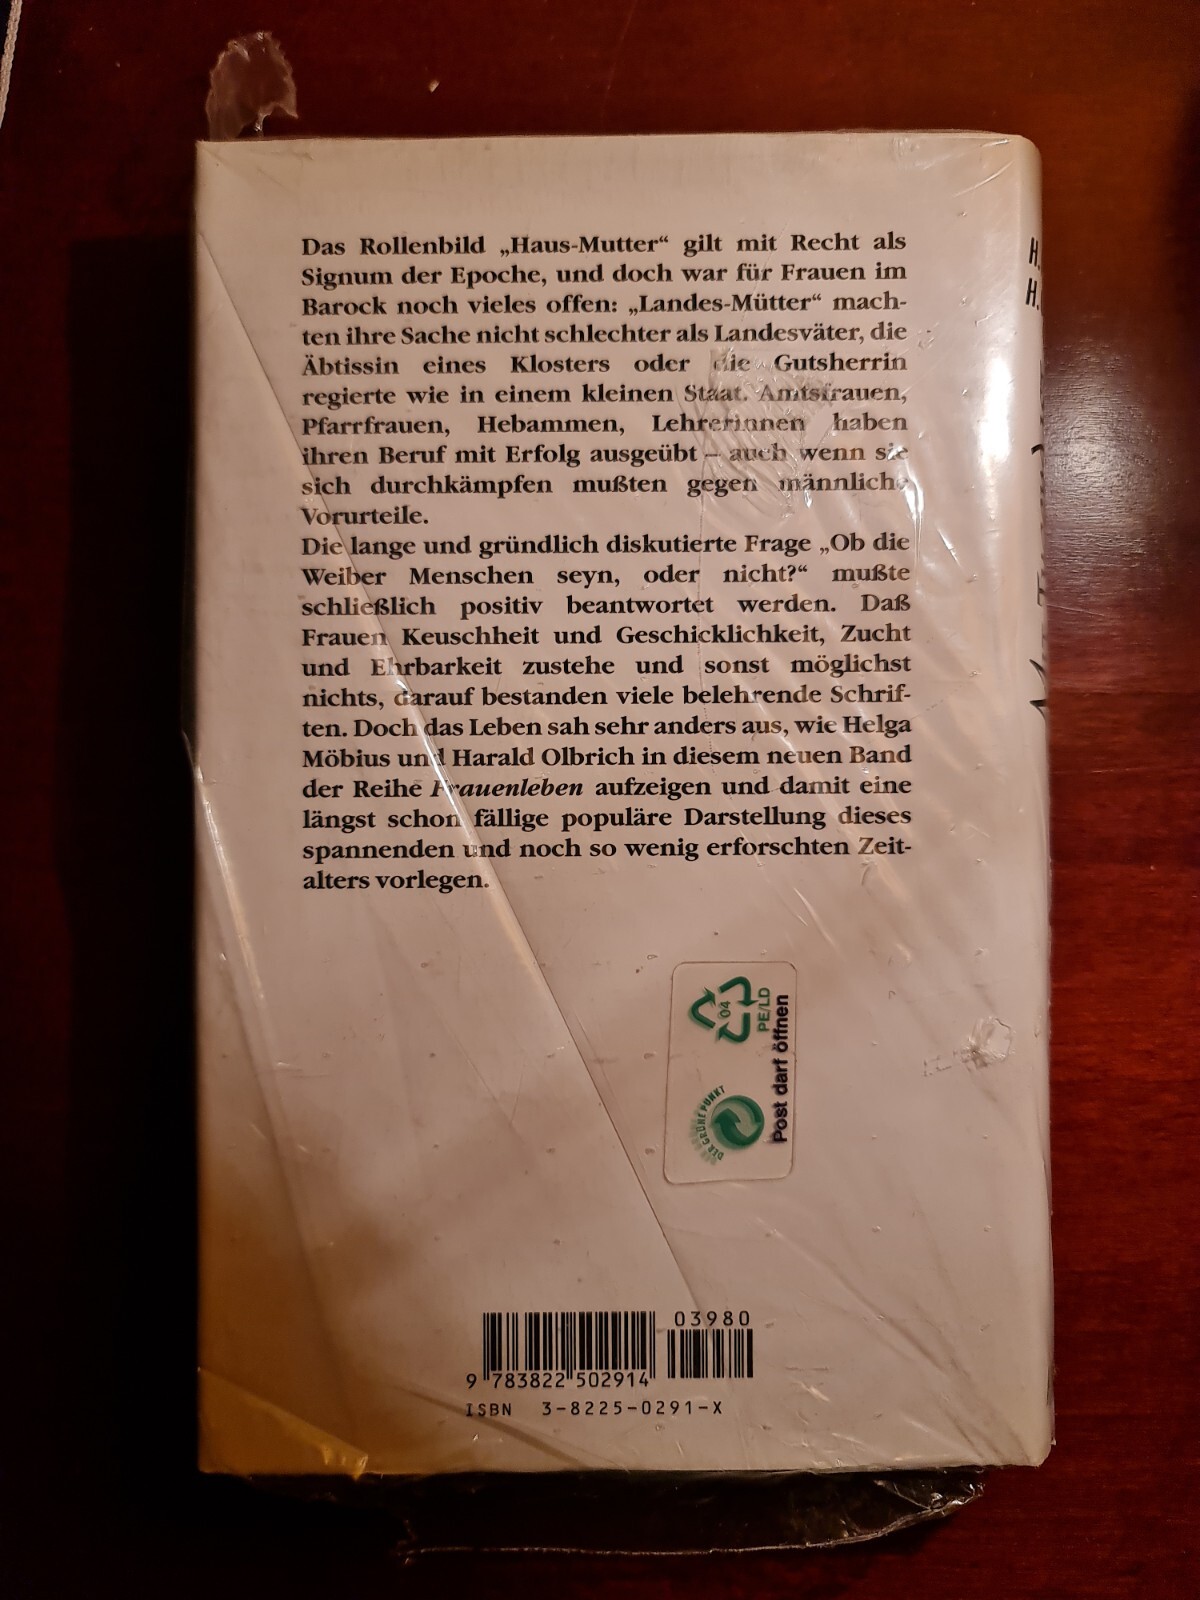 Das Rollenbild „Haus-Mutter“ gilt mit Recht als
Signum der Epoche, und doch war für Frauen im
Barock noch vieles offen: „Landes-Mütter“ mach-
ten ihre Sache nicht schlechter als Landesväter, die
Äbtissin eines Klosters oder die Gutsherrin
regierte wie in einem kleinen Staat. Amtsfrauen,
Pfarrfrauen, Hebammen, Lehrerinnen haben
ihren Beruf mit Erfolg ausgeübt – auch wenn sie
sich durchkämpfen mußten gegen männliche
Vorurteile.
Die lange und gründlich diskutierte Frage „Ob die
Weiber Menschen seyn, oder nicht?“ mußte
schließlich positiv beantwortet werden. Daß
Frauen Keuschheit und Geschicklichkeit, Zucht
und Ehrbarkeit zustehe und sonst möglichst
nichts, darauf bestanden viele belehrende Schrif-
ten. Doch das Leben sah sehr anders aus, wie Helga
Möbius und Harald Olbrich in diesem neuen Band
der Reihe Frauenleben aufzeigen und damit eine
längst schon fällige populäre Darstellung dieses
spannenden und noch so wenig erforschten Zeit-
alters vorlegen.
04
PE/LD
DER GRÜNE PUNKT
Post darf öffnen
03980
9 783822 502914
ISBN 3-8225-0291-X
H.
H.